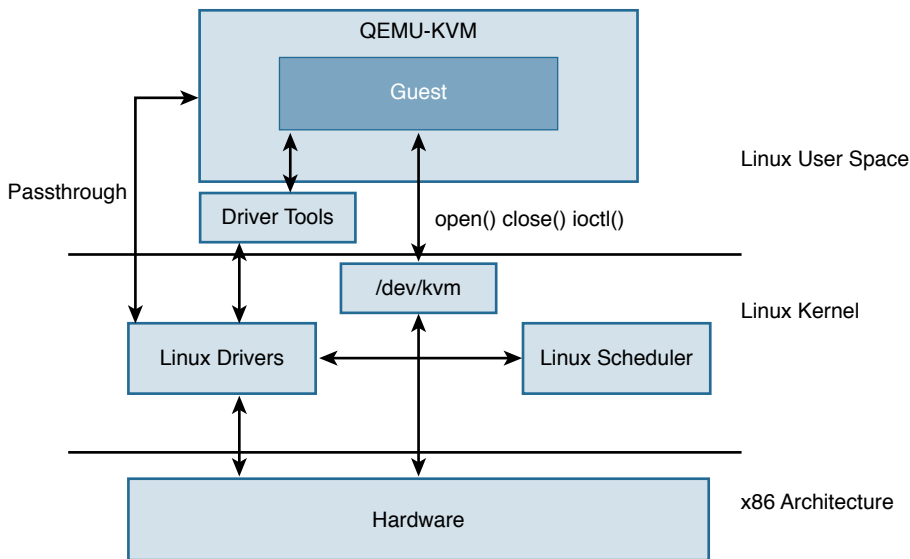 QEMU-KVM
Guest
Linux User Space
Passthrough
Driver Tools
open() close() ioctl()
/dev/kvm
Linux Kernel
Linux Drivers
Linux Scheduler
Hardware
x86 Architecture